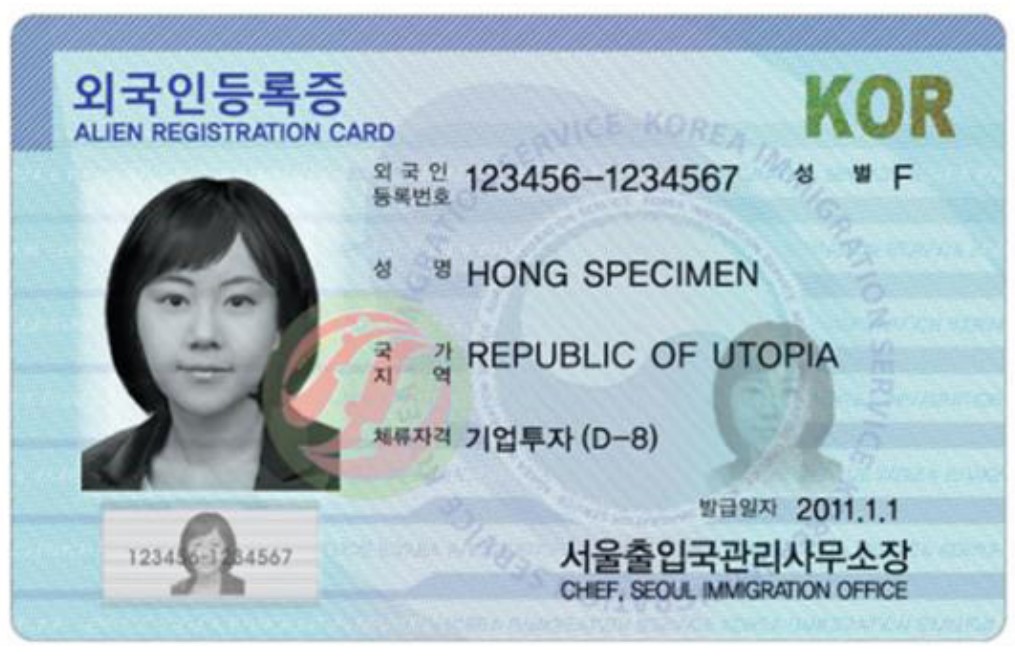 외국인등록증
ALIEN REGISTRATION CARD
KOR
외국인
등록번호 123456-1234567 성 별 F
성 명 HONG SPECIMEN
국 가
지 역 REPUBLIC OF UTOPIA
체류자격 기업투자 (D-8)
123456-1234567
발급일자 2011.1.1
서울출입국관리사무소장
CHIEF, SEOUL IMMIGRATION OFFICE
KOREA IMMIGRATION SERVICE